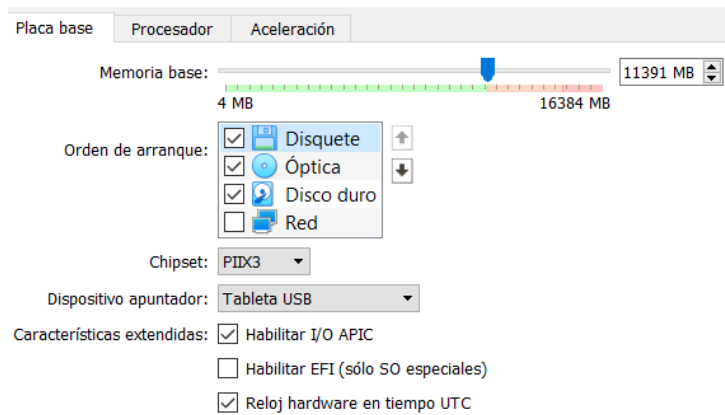 Placa base Procesador Aceleración
Memoria base: 11391 MB
4 MB 16384 MB
Orden de arranque: Disquete
Óptica
Disco duro
Red
Chipset: PIIX3
Dispositivo apuntador: Tableta USB
Características extendidas: Habilitar I/O APIC
Habilitar EFI (sólo SO especiales)
Reloj hardware en tiempo UTC